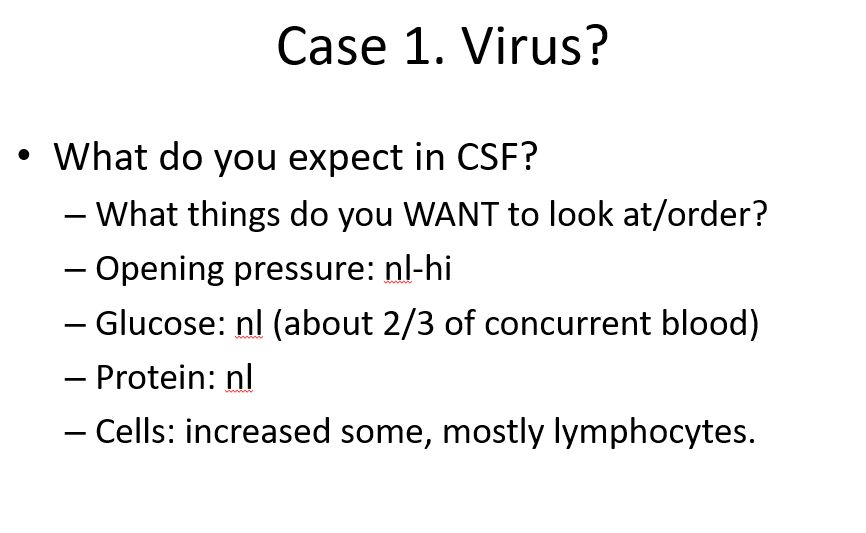 Case 1. Virus?
• What do you expect in CSF?
– What things do you WANT to look at/order?
– Opening pressure: nl-hi
– Glucose: nl (about 2/3 of concurrent blood)
– Protein: nl
– Cells: increased some, mostly lymphocytes.